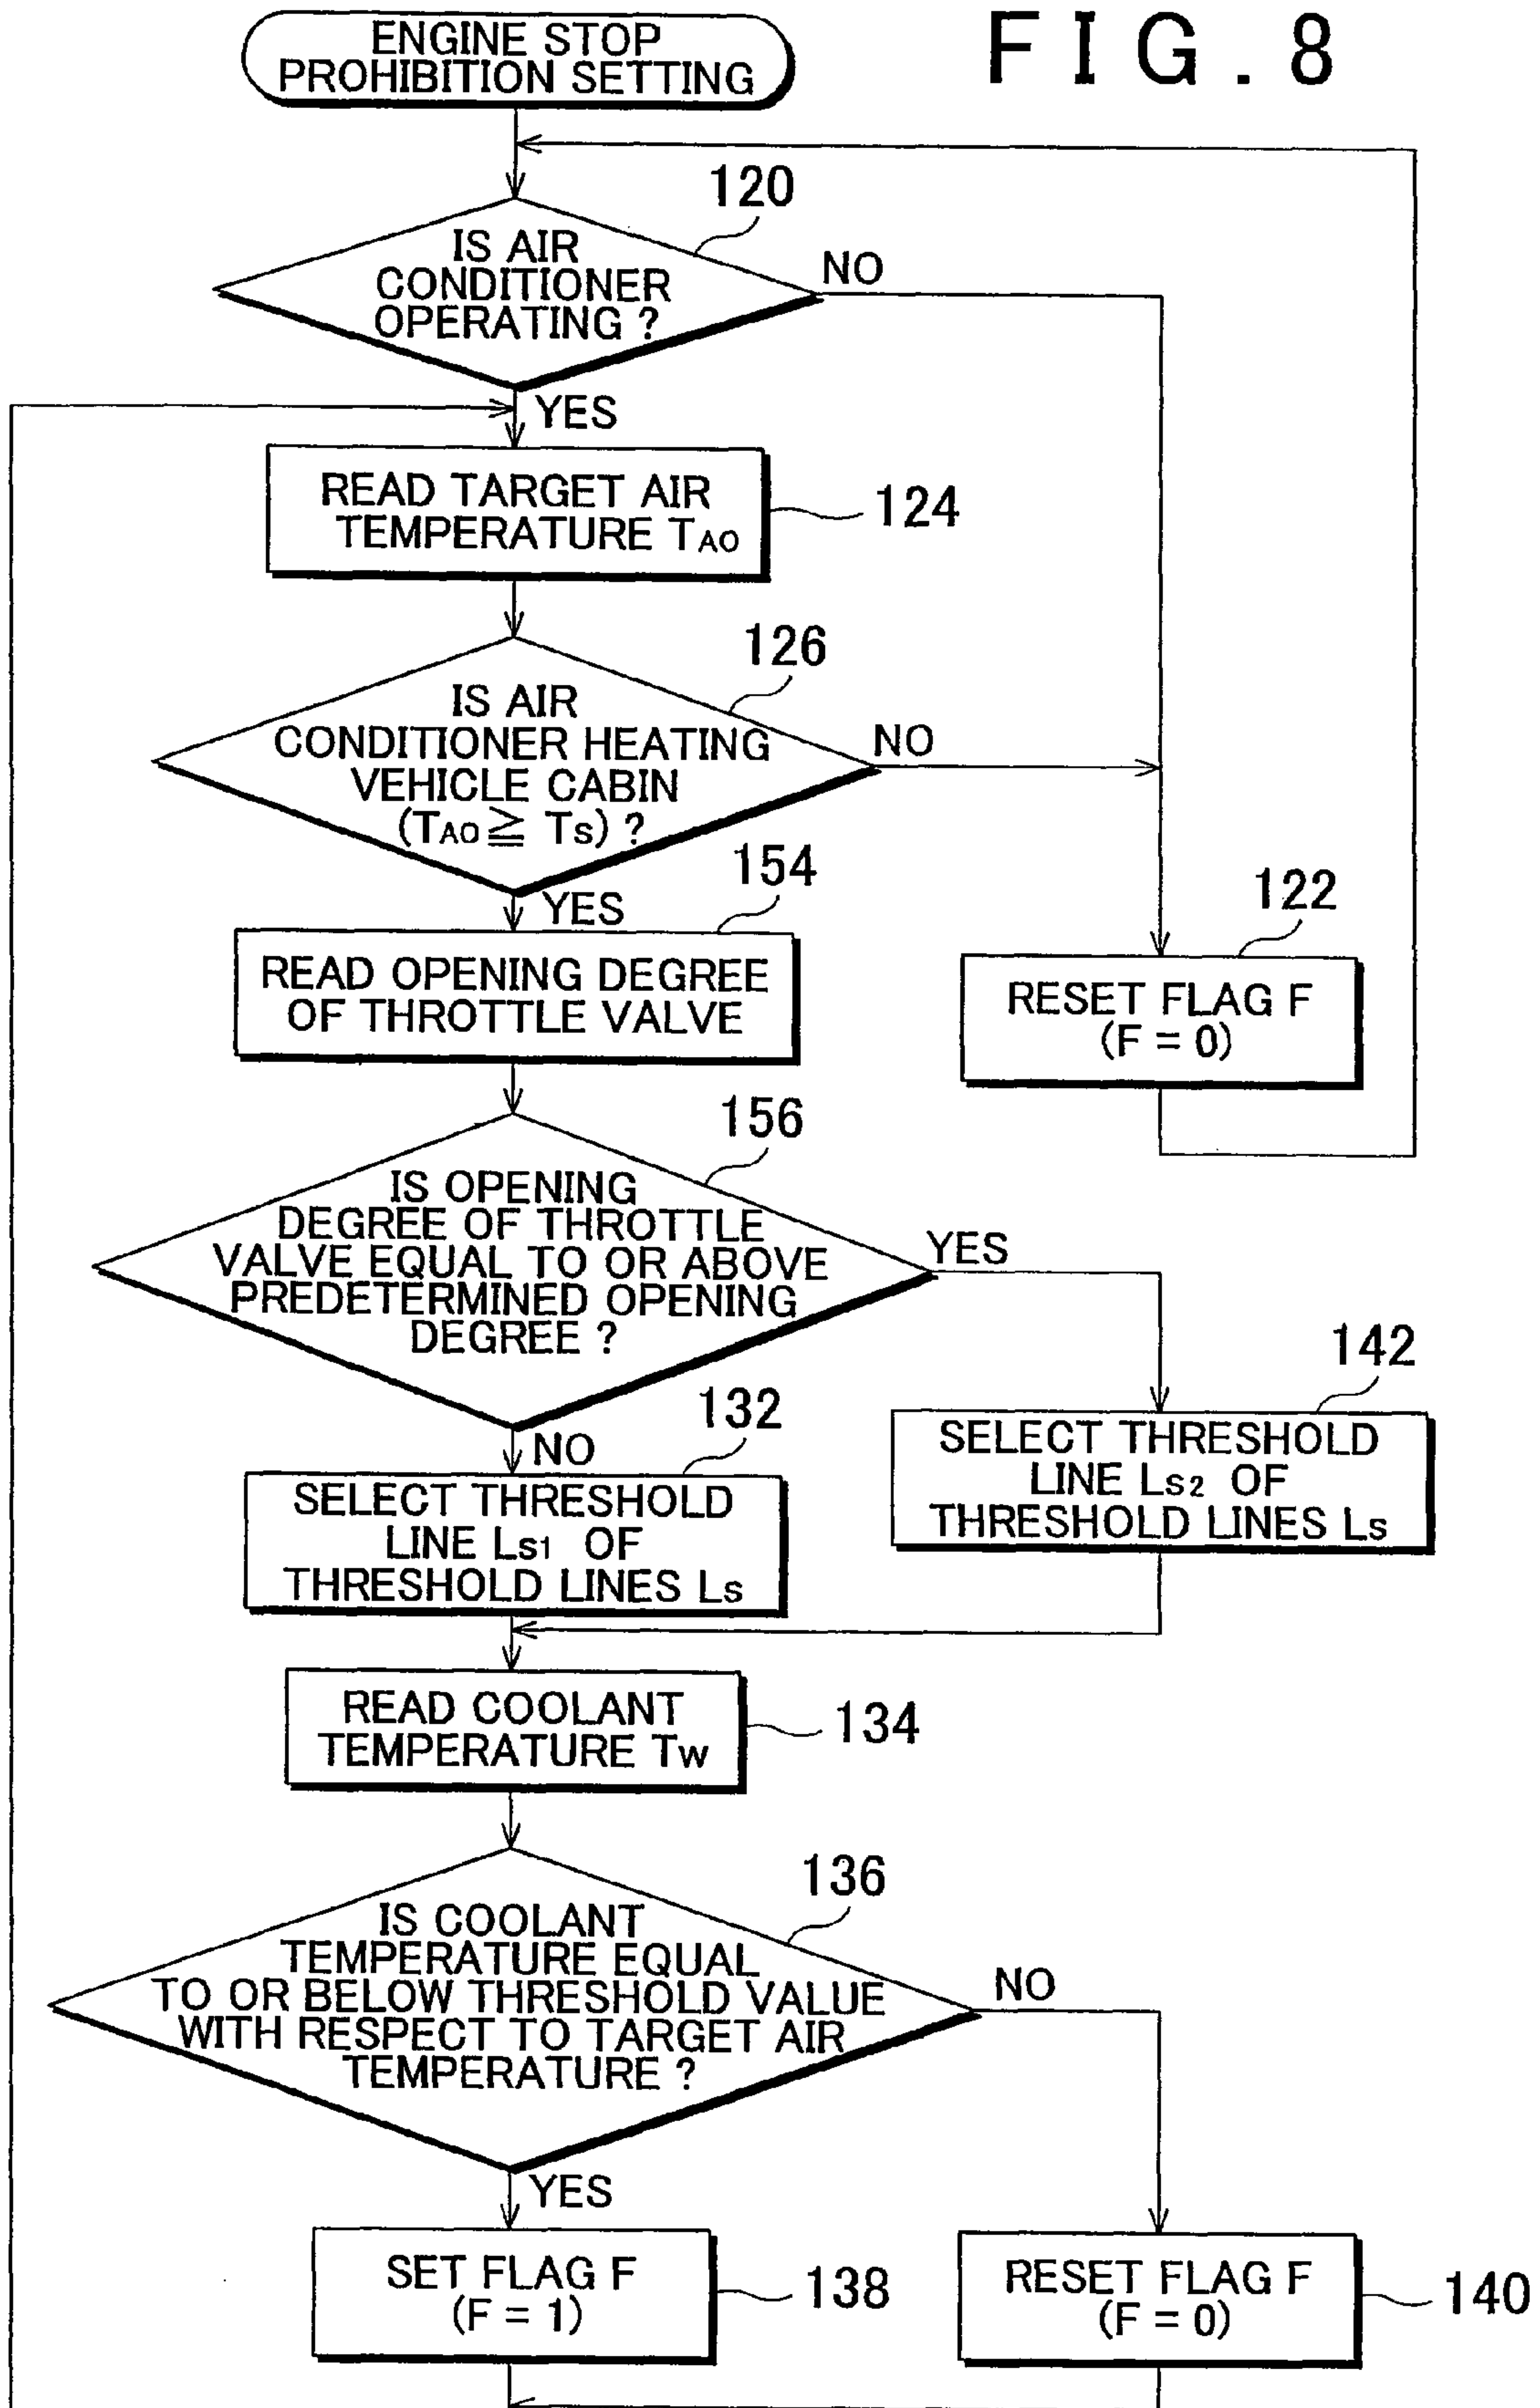 FIG.8
ENGINE STOP
PROHIBITION SETTING
120
IS AIR
CONDITIONER
OPERATING ?
NO
YES
READ TARGET AIR
TEMPERATURE TAO
124
126
IS AIR
CONDITIONER HEATING
VEHICLE CABIN
(TAO ≧ TS) ?
NO
YES
154
READ OPENING DEGREE
OF THROTTLE VALVE
122
RESET FLAG F
(F = 0)
156
IS OPENING
DEGREE OF THROTTLE
VALVE EQUAL TO OR ABOVE
PREDETERMINED OPENING
DEGREE ?
YES
NO
142
SELECT THRESHOLD
LINE LS2 OF
THRESHOLD LINES LS
132
SELECT THRESHOLD
LINE LS1 OF
THRESHOLD LINES LS
READ COOLANT
TEMPERATURE TW
134
136
IS COOLANT
TEMPERATURE EQUAL
TO OR BELOW THRESHOLD VALUE
WITH RESPECT TO TARGET AIR
TEMPERATURE ?
NO
YES
SET FLAG F
(F = 1)
138
RESET FLAG F
(F = 0)
140